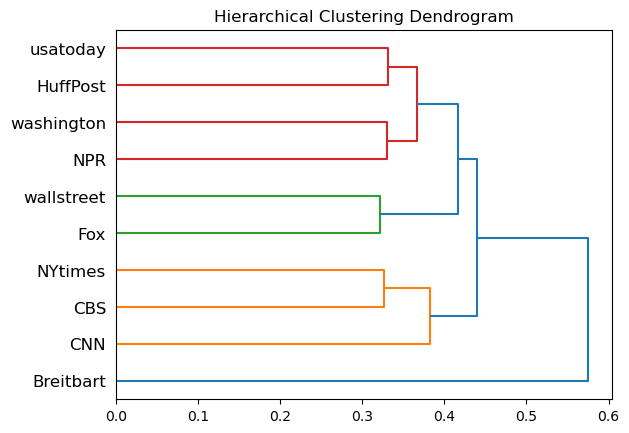 Hierarchical Clustering Dendrogram
usatoday
HuffPost
washington
NPR
wallstreet
Fox
NYtimes
CBS
CNN
Breitbart
0.0 0.1 0.2 0.3 0.4 0.5 0.6